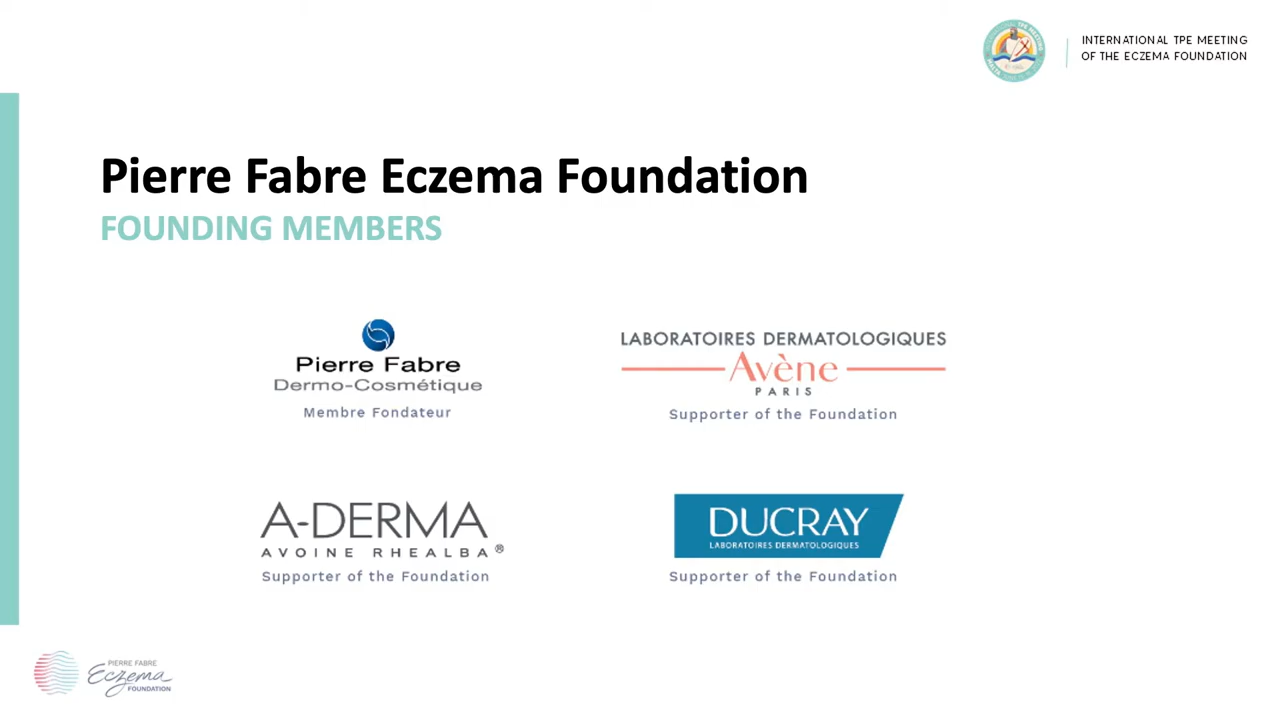 INTERNATIONAL TPE MEETING
OF THE ECZEMA FOUNDATION
Pierre Fabre Eczema Foundation
FOUNDING MEMBERS
Pierre Fabre
Dermo-Cosmétique
Membre Fondateur
LABORATOIRES DERMATOLOGIQUES
Avène
PARIS
Supporter of the Foundation
A-DERMA
AVOINE RHEALBA®
Supporter of the Foundation
DUCRAY
LABORATOIRES DERMATOLOGIQUES
Supporter of the Foundation
PIERRE FABRE
Eczema
FOUNDATION